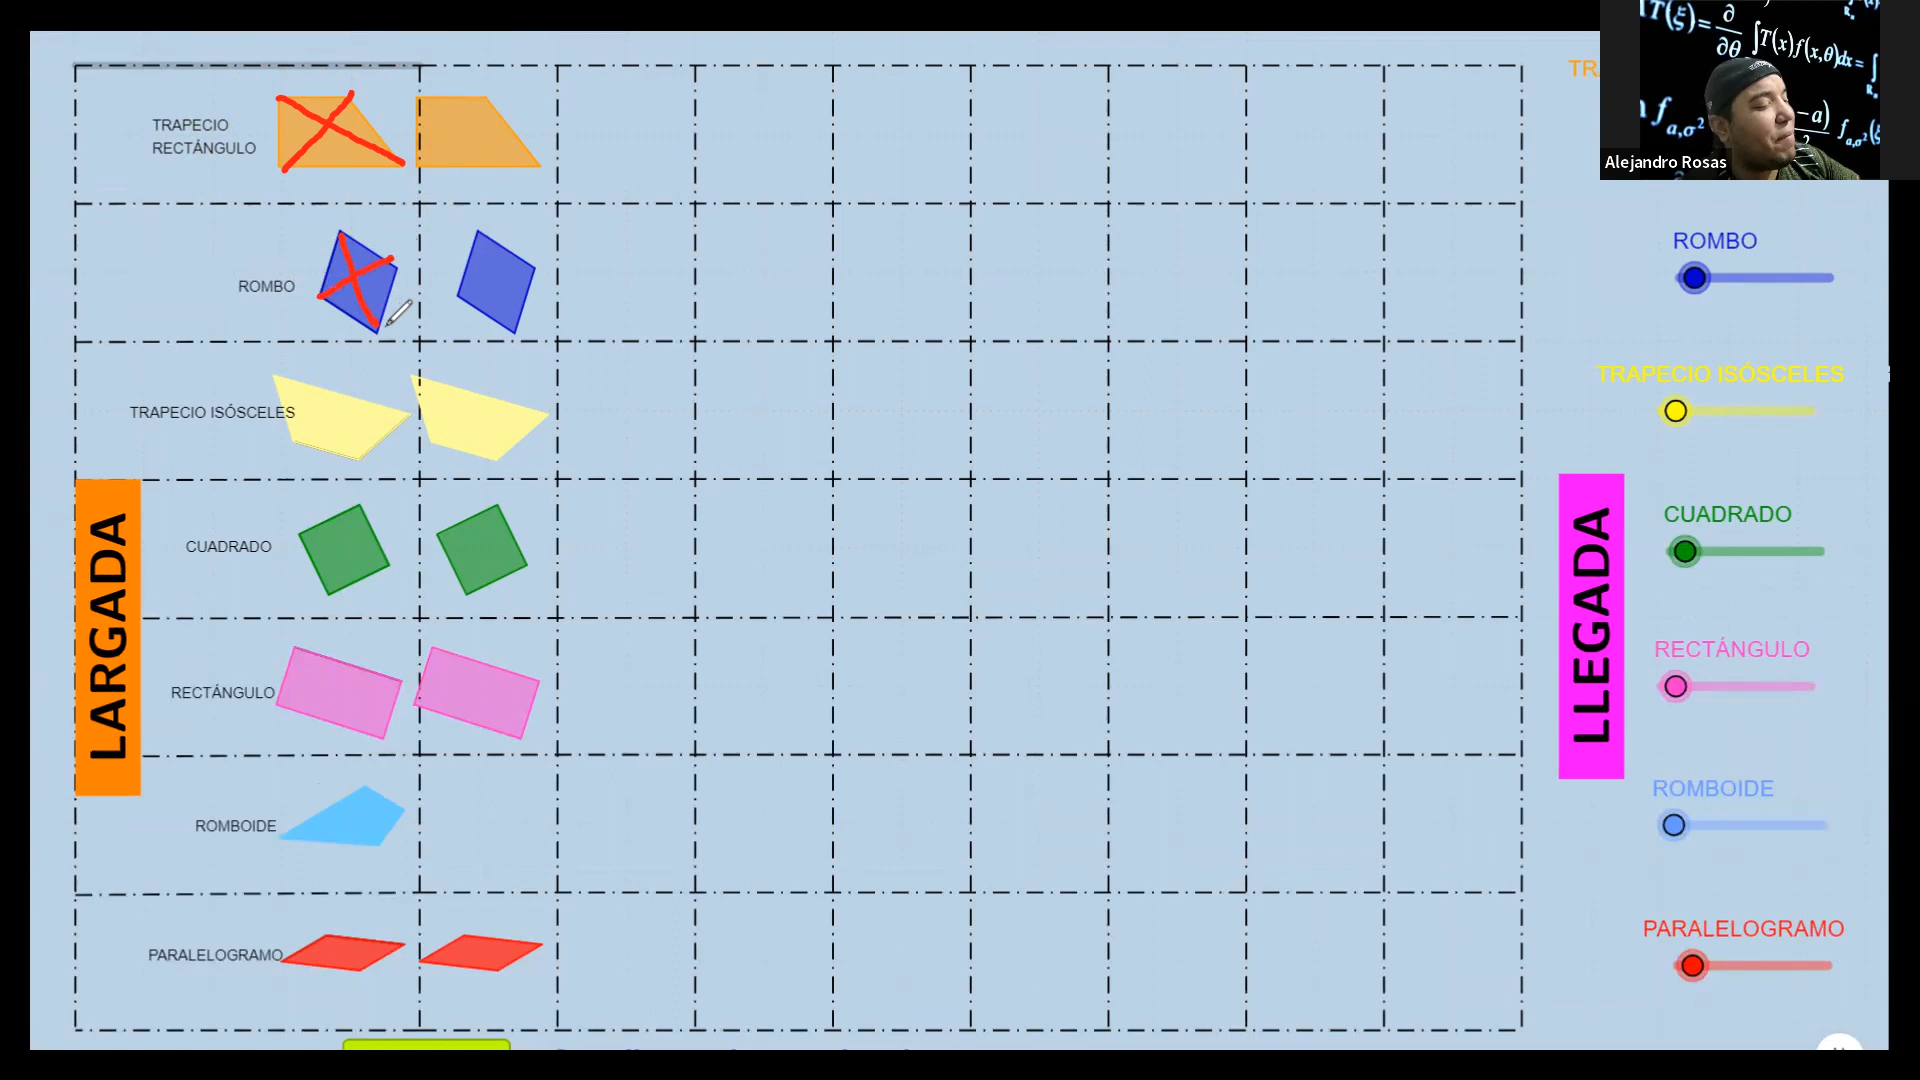 TRAPECIO
RECTÁNGULO
ROMBO
TRAPECIO ISÓSCELES
CUADRADO
RECTÁNGULO
ROMBOIDE
PARALELOGRAMO
LARGADA
LLEGADA
Alejandro Rosas
ROMBO
TRAPECIO ISÓSCELES
CUADRADO
RECTÁNGULO
ROMBOIDE
PARALELOGRAMO